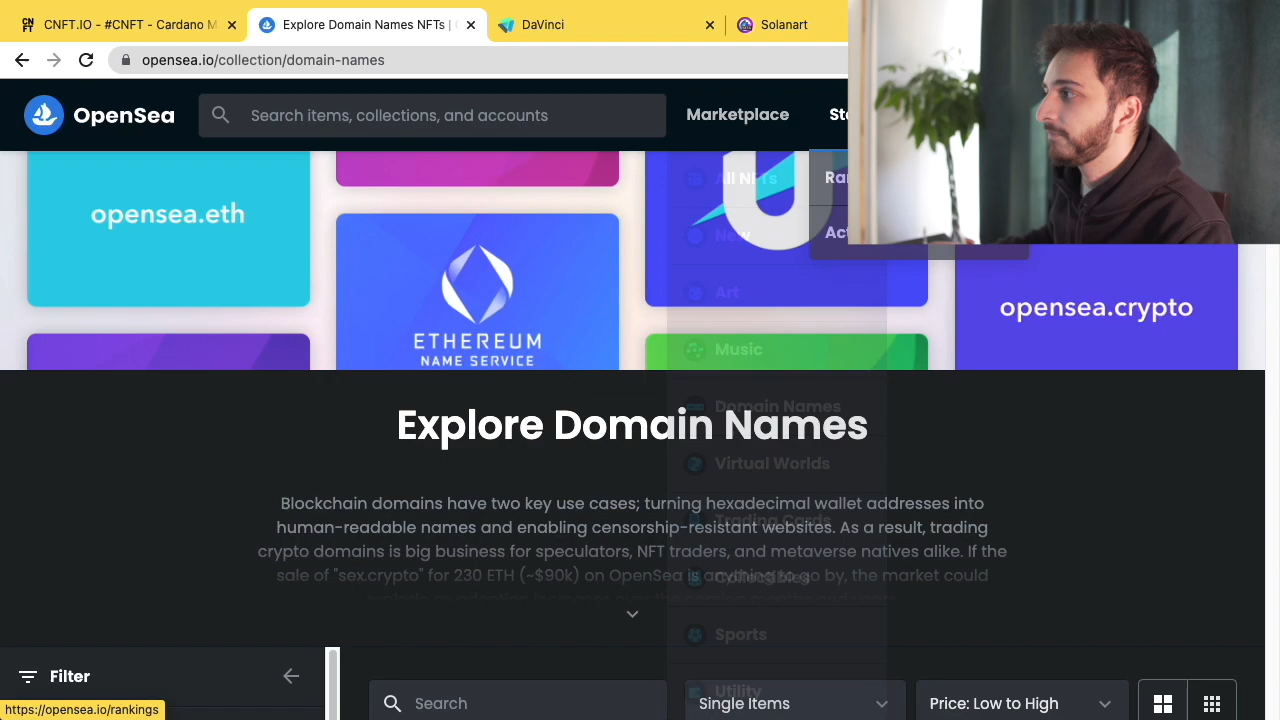 CNFT.IO - #CNFT - Cardano M
Explore Domain Names NFTs |
DaVinci
Solanart
opensea.io/collection/domain-names
OpenSea
Search items, collections, and accounts
Marketplace
All NFTs
New
Art
Music
Domain Names
Virtual Worlds
Trading Cards
Collectibles
Sports
Utility
opensea.eth
ETHEREUM
NAME SERVICE
opensea.crypto
Explore Domain Names
Blockchain domains have two key use cases; turning hexadecimal wallet addresses into
human-readable names and enabling censorship-resistant websites. As a result, trading
crypto domains is big business for speculators, NFT traders, and metaverse natives alike. If the
sale of "sex.crypto" for 230 ETH (~$90k) on OpenSea is anything to go by, the market could
Filter
Search
Single Items
Price: Low to High
https://opensea.io/rankings